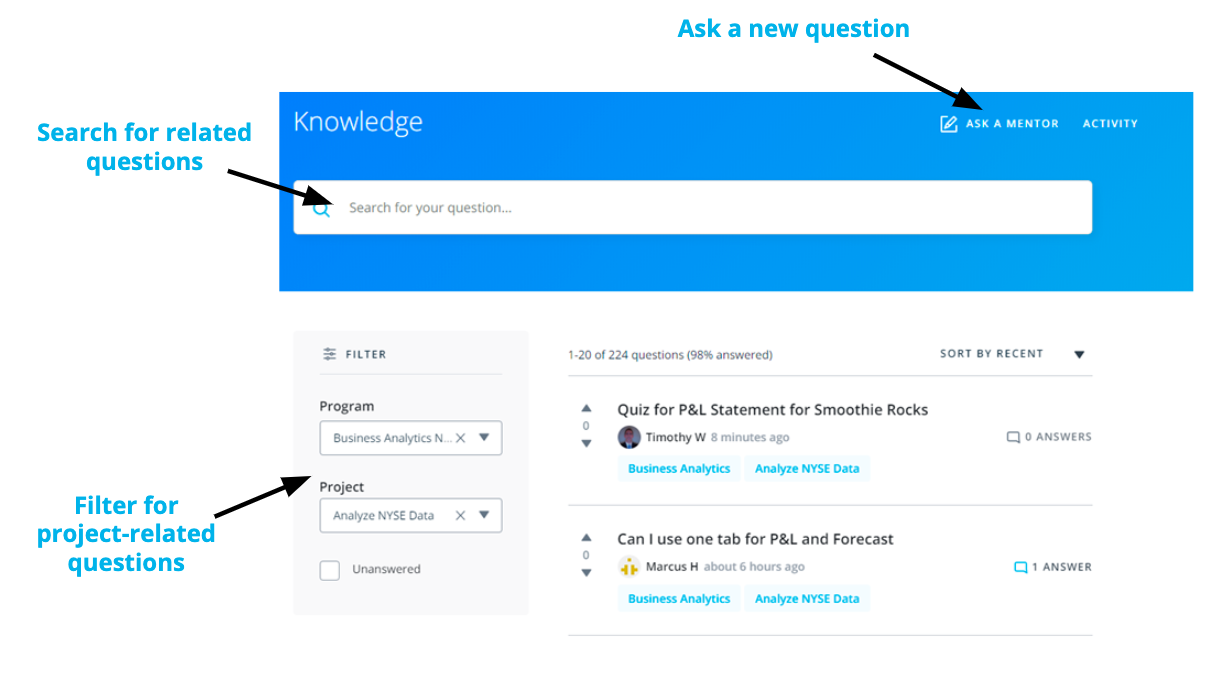 Ask a new question
Search for related
questions
Knowledge
ASK A MENTOR
ACTIVITY
Search for your question...
FILTER
Program
Business Analytics N...
Project
Analyze NYSE Data
Unanswered
Filter for
project-related
questions
1-20 of 224 questions (98% answered)
SORT BY RECENT
0
Quiz for P&L Statement for Smoothie Rocks
Timothy W 8 minutes ago
0 ANSWERS
Business Analytics Analyze NYSE Data
0
Can I use one tab for P&L and Forecast
Marcus H about 6 hours ago
1 ANSWER
Business Analytics Analyze NYSE Data